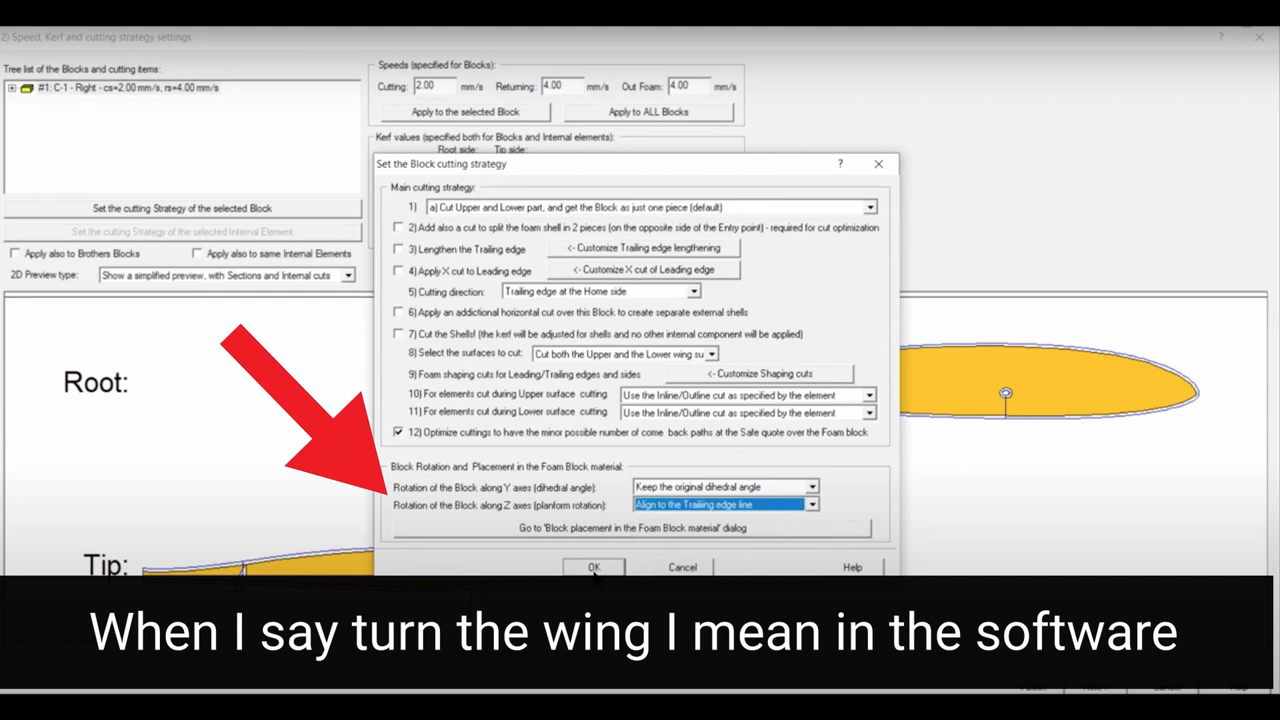 2) Speed, Kerf and cutting strategy settings
? ×
Tree list of the Blocks and cutting items:
#1: C-1 - Right - cs=2.00 mm/s, rs=4.00 mm/s
Set the cutting Strategy of the selected Block
Set the cutting Strategy of the selected Internal Element
Apply also to Brothers Blocks Apply also to same Internal Elements
2D Preview type: Show a simplified preview, with Sections and Internal cuts
Speeds (specified for Blocks):
Cutting: 2.00 mm/s Returning: 4.00 mm/s Out Foam: 4.00 mm/s
Apply to the selected Block Apply to ALL Blocks
Kerf values (specified both for Blocks and Internal elements):
Root side: Tip side:
Set the Block cutting strategy ? ×
Main cutting strategy:
1) a) Cut Upper and Lower part, and get the Block as just one piece (default)
2) Add also a cut to split the foam shell in 2 pieces (on the opposite side of the Entry point) - required for cut optimization
3) Lengthen the Trailing edge <- Customize Trailing edge lengthening
4) Apply X cut to Leading edge <- Customize X cut of Leading edge
5) Cutting direction: Trailing edge at the Home side
6) Apply an addictional horizontal cut over this Block to create separate external shells
7) Cut the Shells! (the kerf will be adjusted for shells and no other internal component will be applied)
8) Select the surfaces to cut: Cut both the Upper and the Lower wing su
9) Foam shaping cuts for Leading/Trailing edges and sides <- Customize Shaping cuts
10) For elements cut during Upper surface cutting Use the Inline/Outline cut as specified by the element
11) For elements cut during Lower surface cutting Use the Inline/Outline cut as specified by the element
12) Optimize cuttings to have the minor possible number of come back paths at the Safe quote over the Foam block
Block Rotation and Placement in the Foam Block material:
Rotation of the Block along Y axes (dihedral angle): Keep the original dihedral angle
Rotation of the Block along Z axes (planform rotation): Align to the Trailiing edge line
Go to 'Block placement in the Foam Block material' dialog
OK Cancel Help
Root:
Tip:
When I say turn the wing I mean in the software